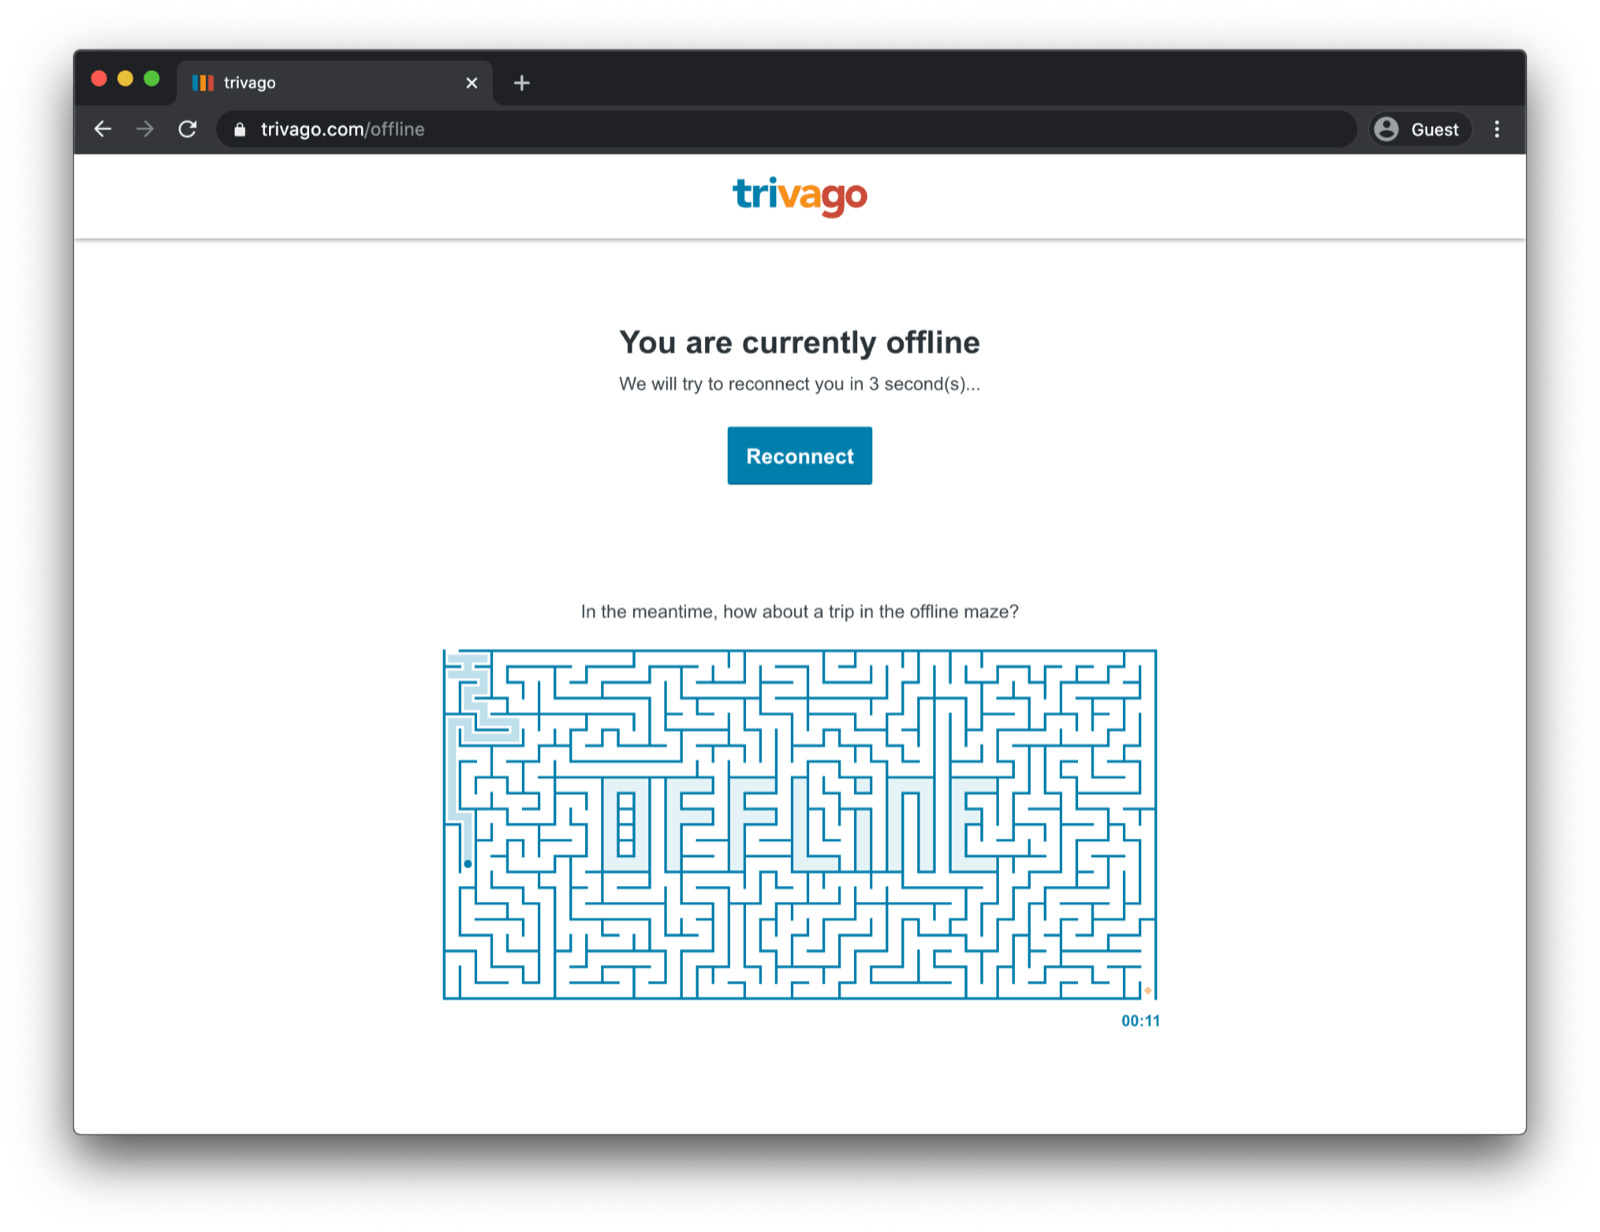 trivago
trivago.com/offline
Guest
trivago
You are currently offline
We will try to reconnect you in 3 second(s)...
Reconnect
In the meantime, how about a trip in the offline maze?
OFFLiNE
00:11